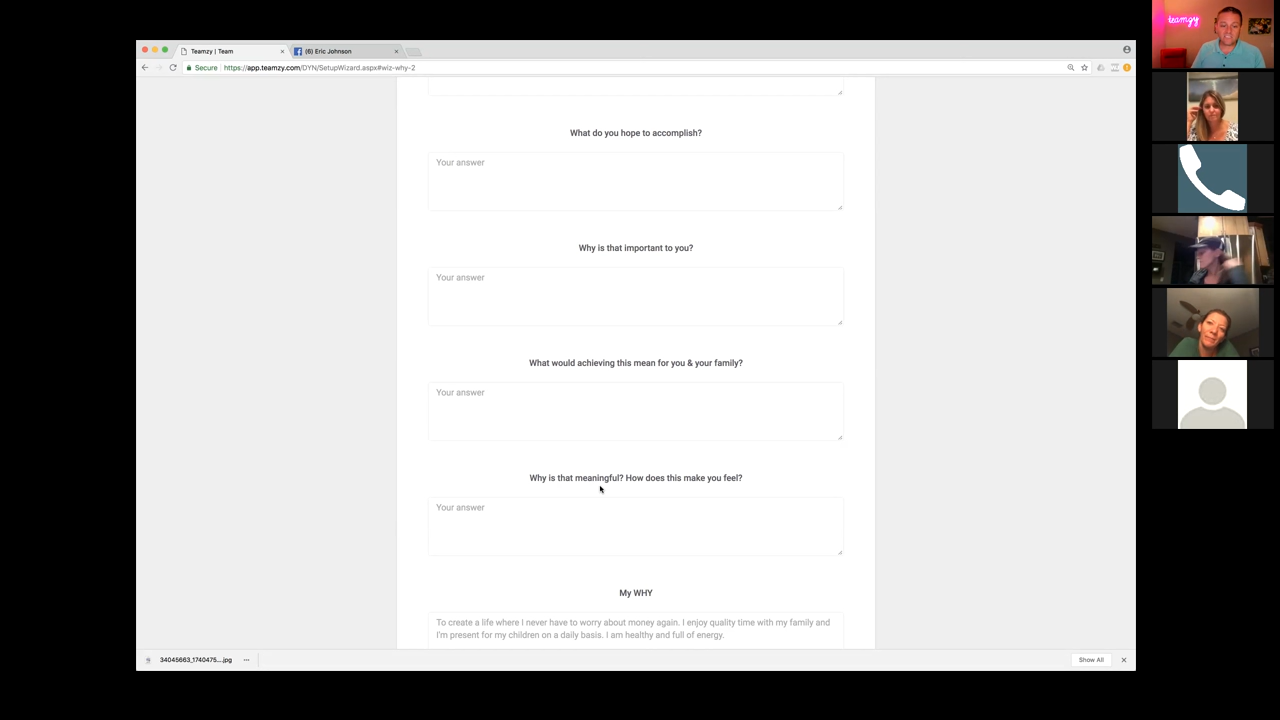 Teamzy | Team
(6) Eric Johnson
Secure
https://app.teamzy.com/DYN/SetupWizard.aspx#wiz-why-2
What do you hope to accomplish?
Your answer
Why is that important to you?
Your answer
What would achieving this mean for you & your family?
Your answer
Why is that meaningful? How does this make you feel?
Your answer
My WHY
To create a life where I never have to worry about money again. I enjoy quality time with my family and
I'm present for my children on a daily basis. I am healthy and full of energy.
34045663_1740475....jpg
Show All